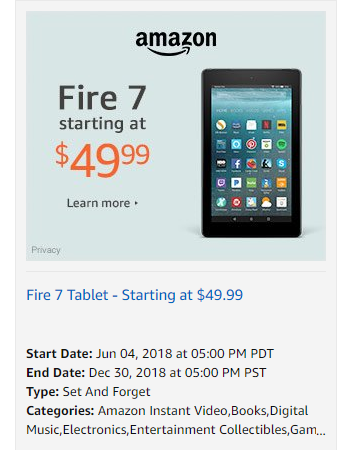 amazon
Fire 7
starting at
$49.99
Learn more ▸
Privacy
Fire 7 Tablet - Starting at $49.99
Start Date: Jun 04, 2018 at 05:00 PM PDT
End Date: Dec 30, 2018 at 05:00 PM PST
Type: Set And Forget
Categories: Amazon Instant Video,Books,Digital
Music,Electronics,Entertainment Collectibles,Gam...